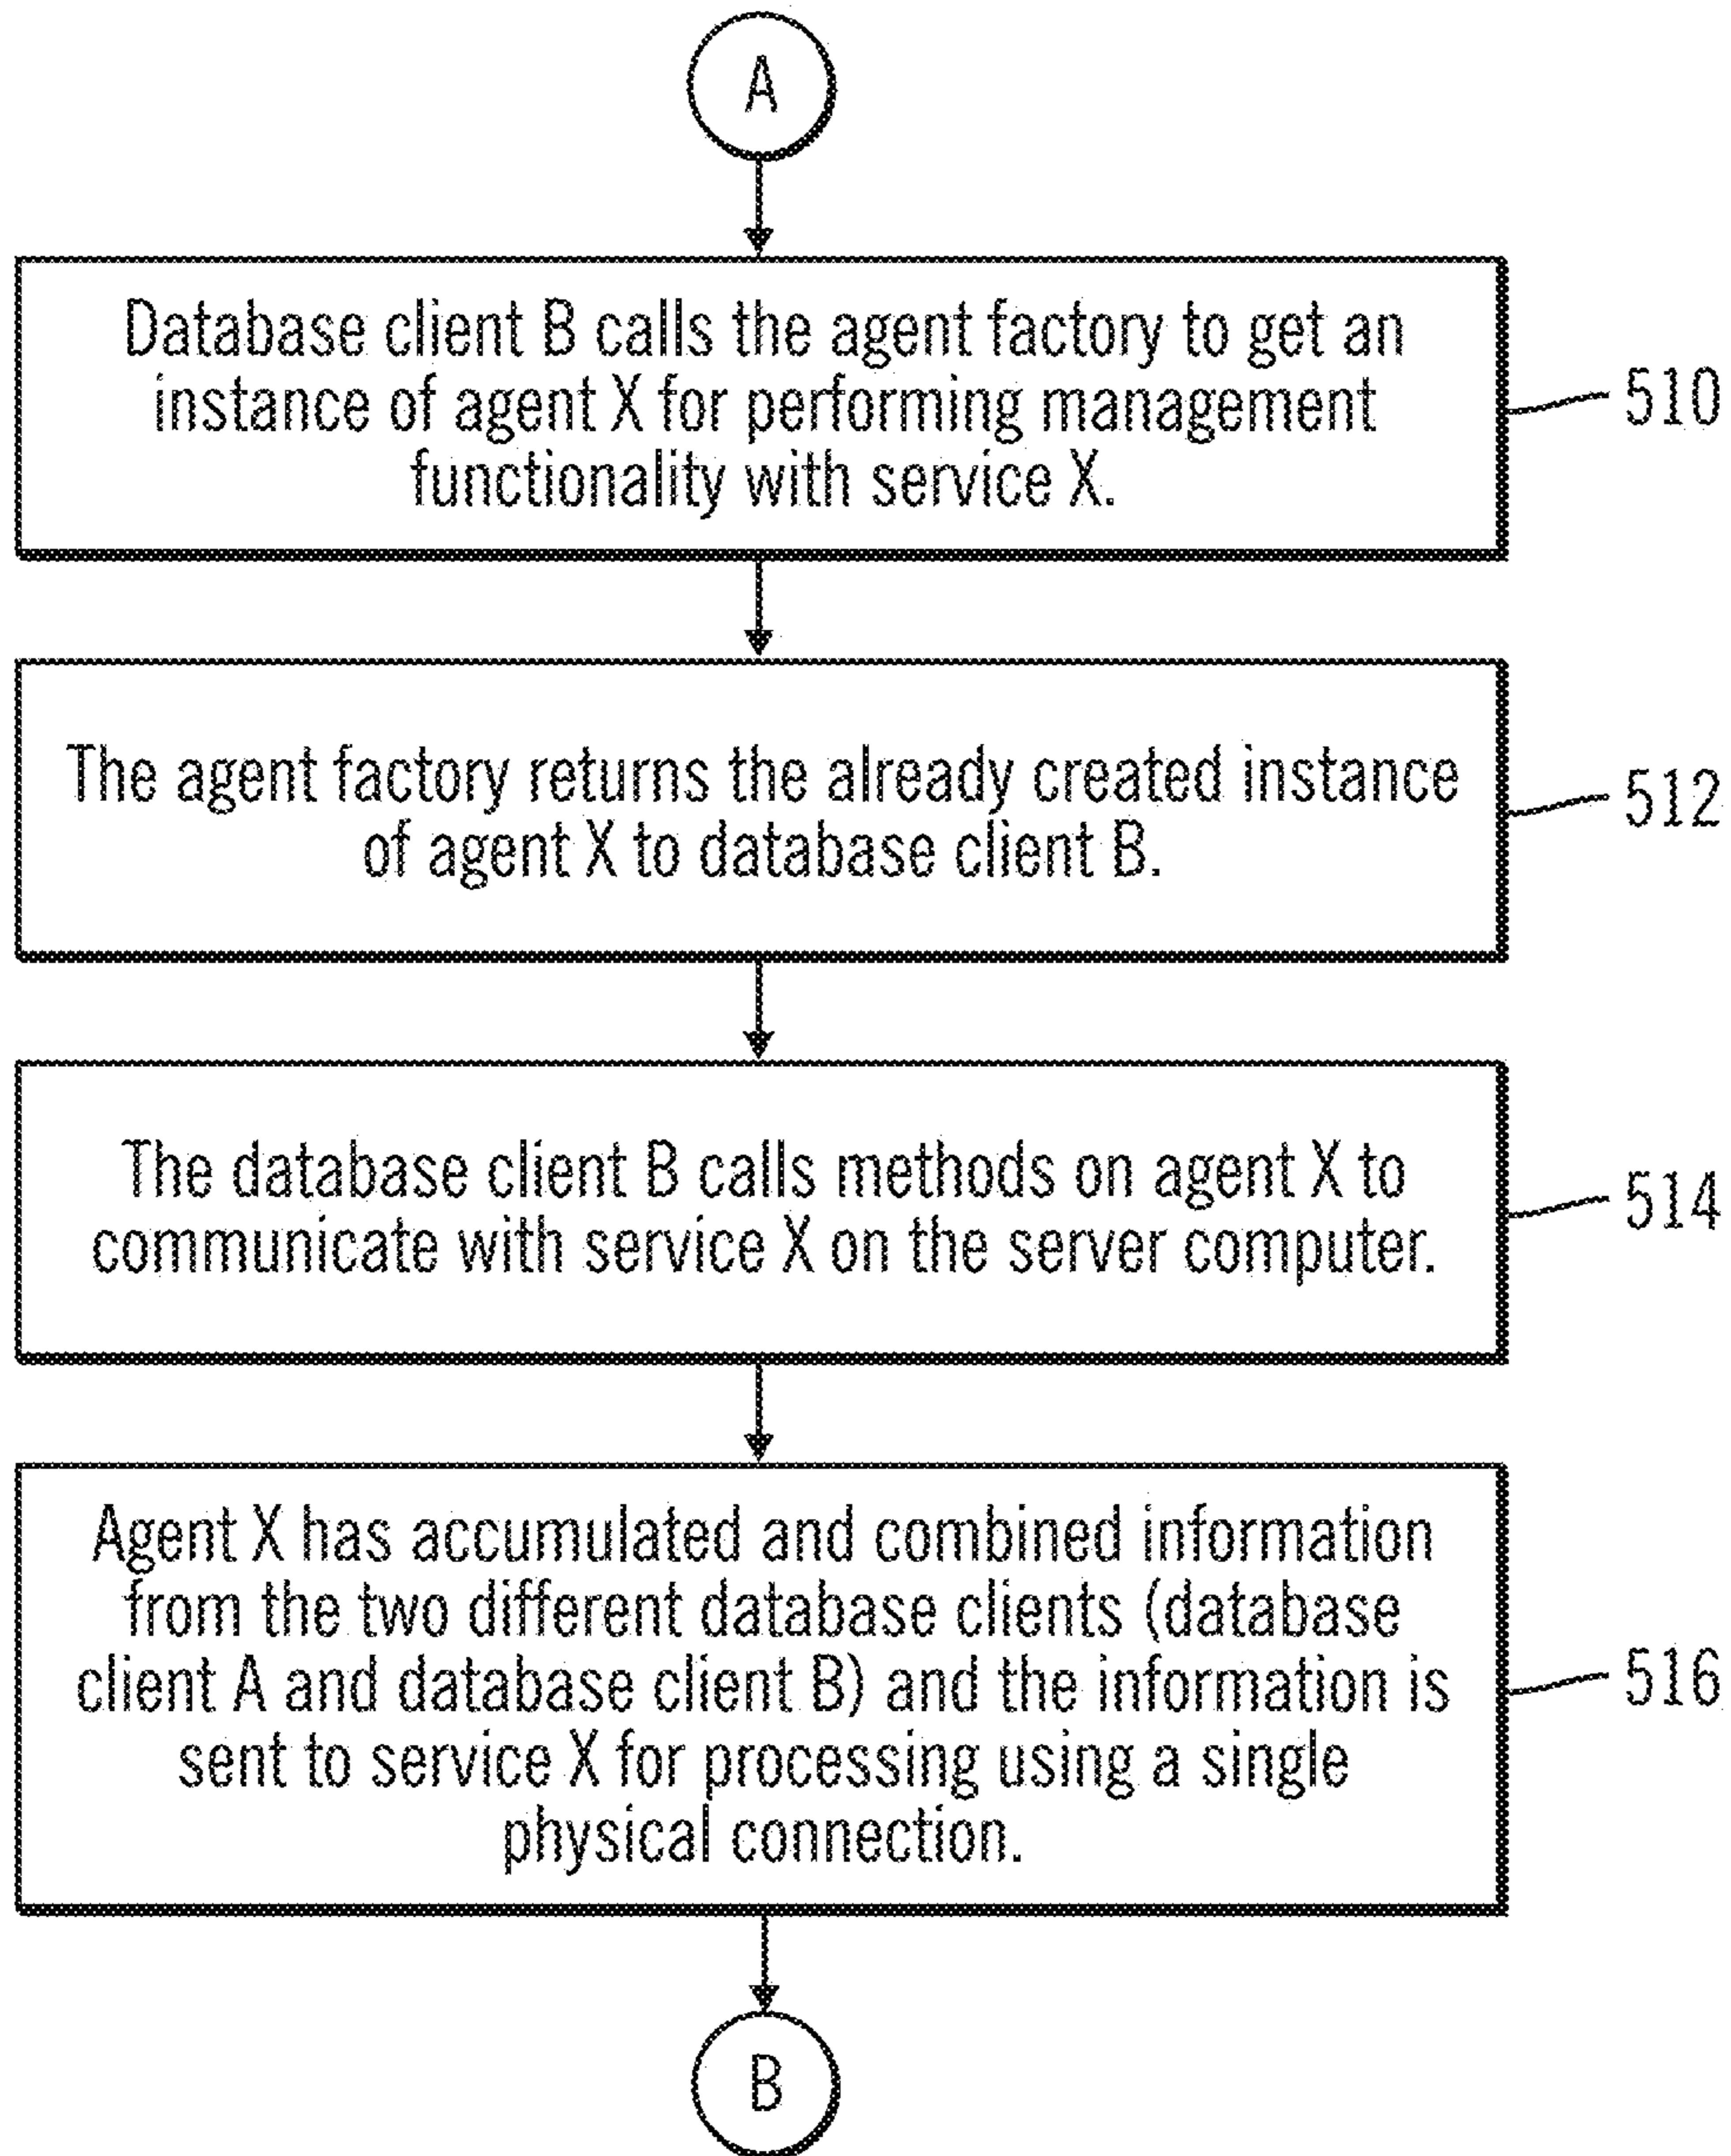 A
Database client B calls the agent factory to get an
instance of agent X for performing management
functionality with service X.
510
The agent factory returns the already created instance
of agent X to database client B.
512
The database client B calls methods on agent X to
communicate with service X on the server computer.
514
Agent X has accumulated and combined information
from the two different database clients (database
client A and database client B) and the information is
sent to service X for processing using a single
physical connection.
516
B